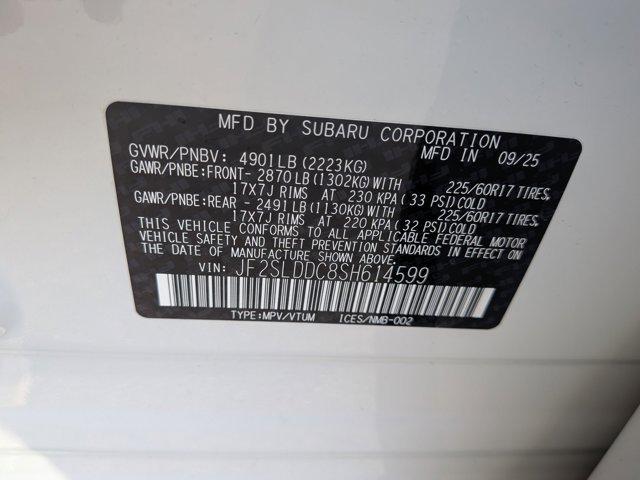 MFD BY SUBARU CORPORATION
MFD IN 09/25
GVWR/PNBV: 4901LB(2223KG)
GAWR/PNBE:FRONT- 2870LB(1302KG)WITH 225/60R17 TIRES,
17X7J RIMS AT 230 KPA( 33 PSI)COLD
GAWR/PNBE:REAR - 2491LB(1130KG)WITH 225/60R17 TIRES,
17X7J RIMS AT 220 KPA( 32 PSI)COLD
THIS VEHICLE CONFORMS TO ALL APPLICABLE FEDERAL MOTOR
VEHICLE SAFETY AND THEFT PREVENTION STANDARDS IN EFFECT ON
THE DATE OF MANUFACTURE SHOWN ABOVE.
VIN: JF2SLDDC8SH614599
TYPE:MPV/VTUM ICES/NMB-002